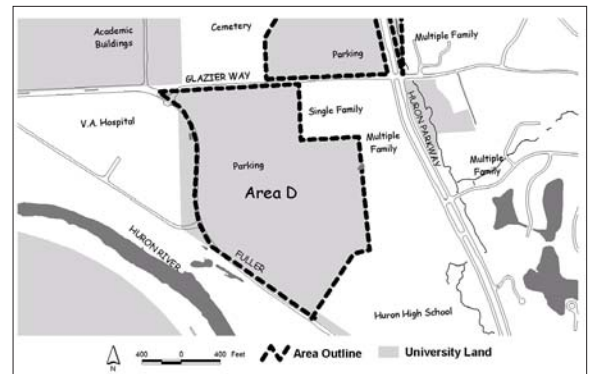 Academic
Buildings
Cemetery
Parking
Multiple Family
GLAZIER WAY
V.A. Hospital
Single Family
Multiple
Family
HURON PARKWAY
Parking
Area D
Multiple
Family
HURON RIVER
FULLER
Huron High School
N
400 0 400 Feet
Area Outline
University Land